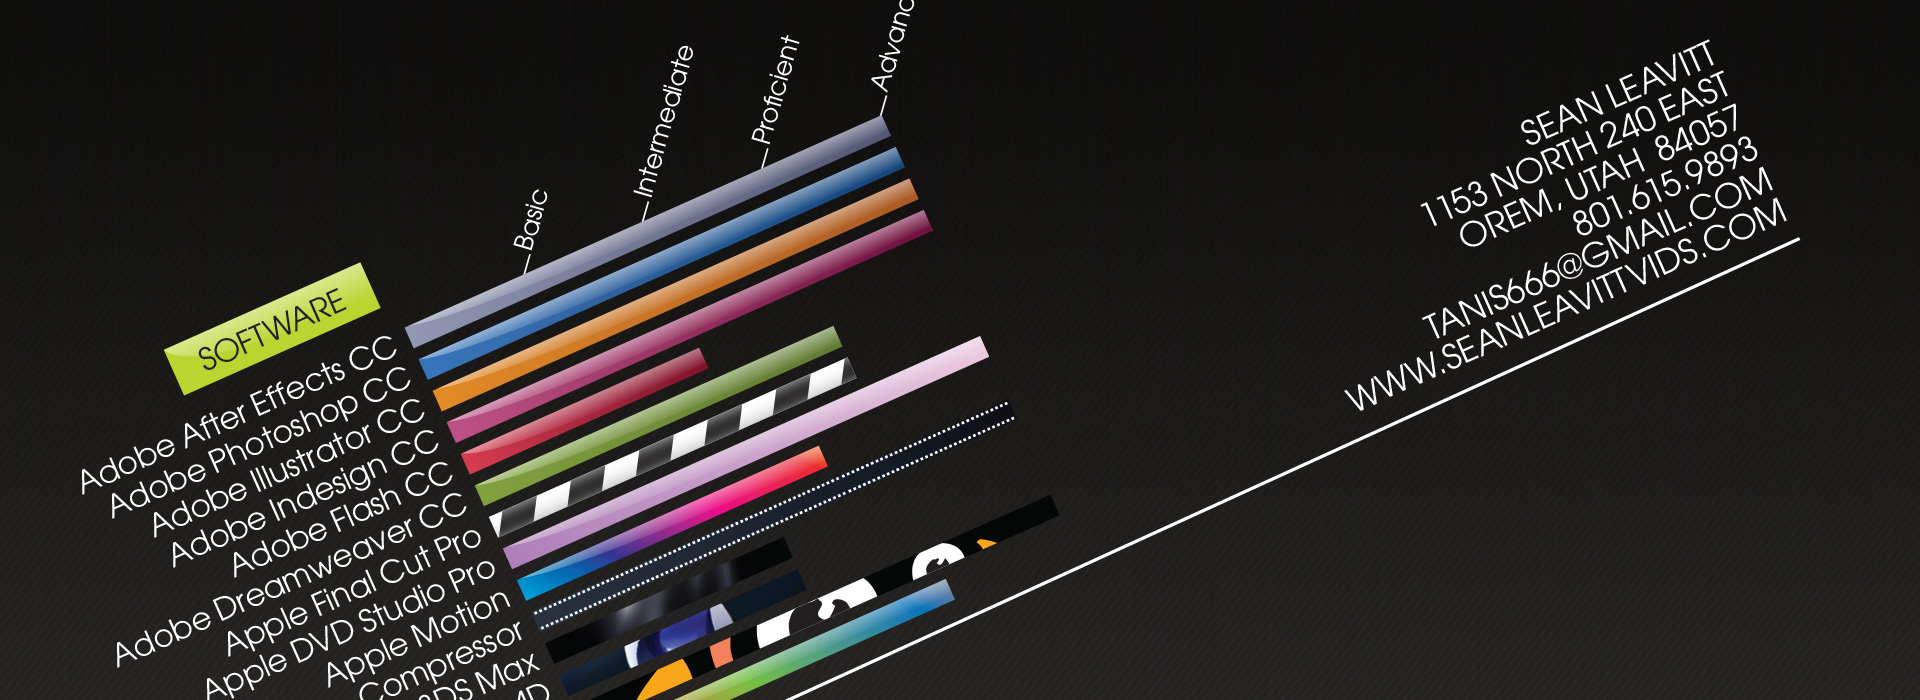 Basic
Intermediate
Proficient
SOFTWARE
Adobe After Effects CC
Adobe Photoshop CC
Adobe Illustrator CC
Adobe Indesign CC
Adobe Flash CC
Adobe Dreamweaver CC
Apple Final Cut Pro
Apple DVD Studio Pro
Apple Motion
Compressor
3DS Max
SEAN LEAVITT
1153 NORTH 240 EAST
OREM, UTAH 84057
801.615.9893
TANIS666@GMAIL.COM
WWW.SEANLEAVITTVIDS.COM